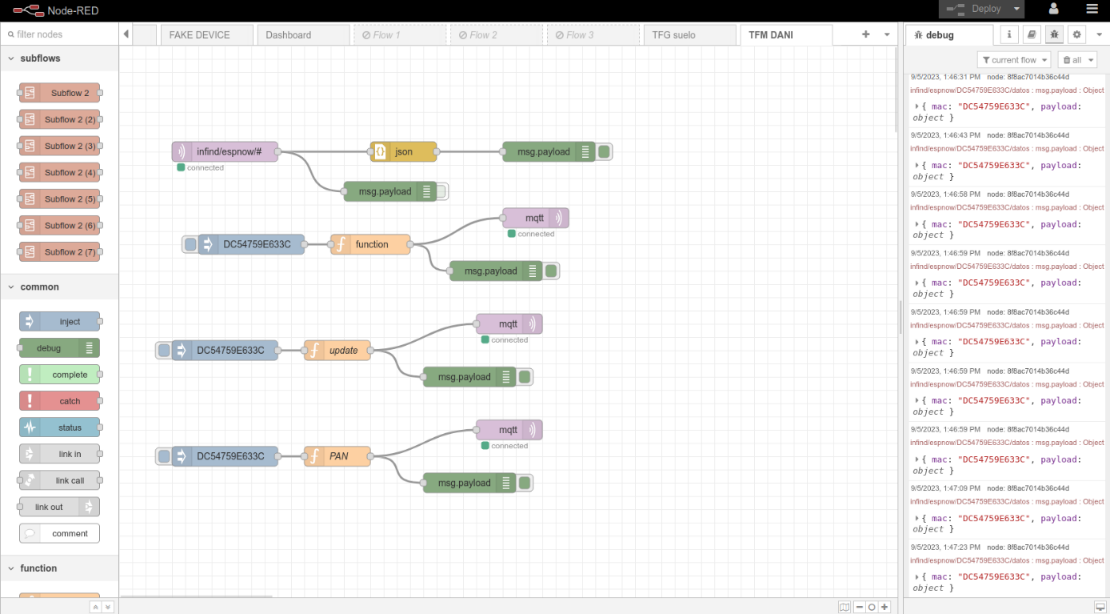 Node-RED
Deploy
filter nodes
FAKE DEVICE
Dashboard
Flow 1
Flow 2
Flow 3
TFG suelo
TFM DANI
debug
i
subflows
Subflow 2
Subflow 2 (2)
Subflow 2 (3)
Subflow 2 (4)
Subflow 2 (5)
Subflow 2 (6)
Subflow 2 (7)
common
inject
debug
complete
catch
status
link in
link call
link out
comment
function
infind/espnow/#
connected
json
msg.payload
msg.payload
mqtt
connected
DC54759E633C
function
msg.payload
mqtt
connected
DC54759E633C
update
msg.payload
mqtt
connected
DC54759E633C
PAN
msg.payload
current flow
all
9/5/2023, 1:46:31 PM node: 8f8ac7014b36c44d
infind/espnow/DC54759E633C/datos : msg.payload : Object
{ mac: "DC54759E633C", payload:
object }
9/5/2023, 1:46:43 PM node: 8f8ac7014b36c44d
infind/espnow/DC54759E633C/datos : msg.payload : Object
{ mac: "DC54759E633C", payload:
object }
9/5/2023, 1:46:58 PM node: 8f8ac7014b36c44d
infind/espnow/DC54759E633C/datos : msg.payload : Object
{ mac: "DC54759E633C", payload:
object }
9/5/2023, 1:46:59 PM node: 8f8ac7014b36c44d
infind/espnow/DC54759E633C/datos : msg.payload : Object
{ mac: "DC54759E633C", payload:
object }
9/5/2023, 1:46:59 PM node: 8f8ac7014b36c44d
infind/espnow/DC54759E633C/datos : msg.payload : Object
{ mac: "DC54759E633C", payload:
object }
9/5/2023, 1:46:59 PM node: 8f8ac7014b36c44d
infind/espnow/DC54759E633C/datos : msg.payload : Object
{ mac: "DC54759E633C", payload:
object }
9/5/2023, 1:46:59 PM node: 8f8ac7014b36c44d
infind/espnow/DC54759E633C/datos : msg.payload : Object
{ mac: "DC54759E633C", payload:
object }
9/5/2023, 1:47:09 PM node: 8f8ac7014b36c44d
infind/espnow/DC54759E633C/datos : msg.payload : Object
{ mac: "DC54759E633C", payload:
object }
9/5/2023, 1:47:23 PM node: 8f8ac7014b36c44d
infind/espnow/DC54759E633C/datos : msg.payload : Object
{ mac: "DC54759E633C", payload:
object }